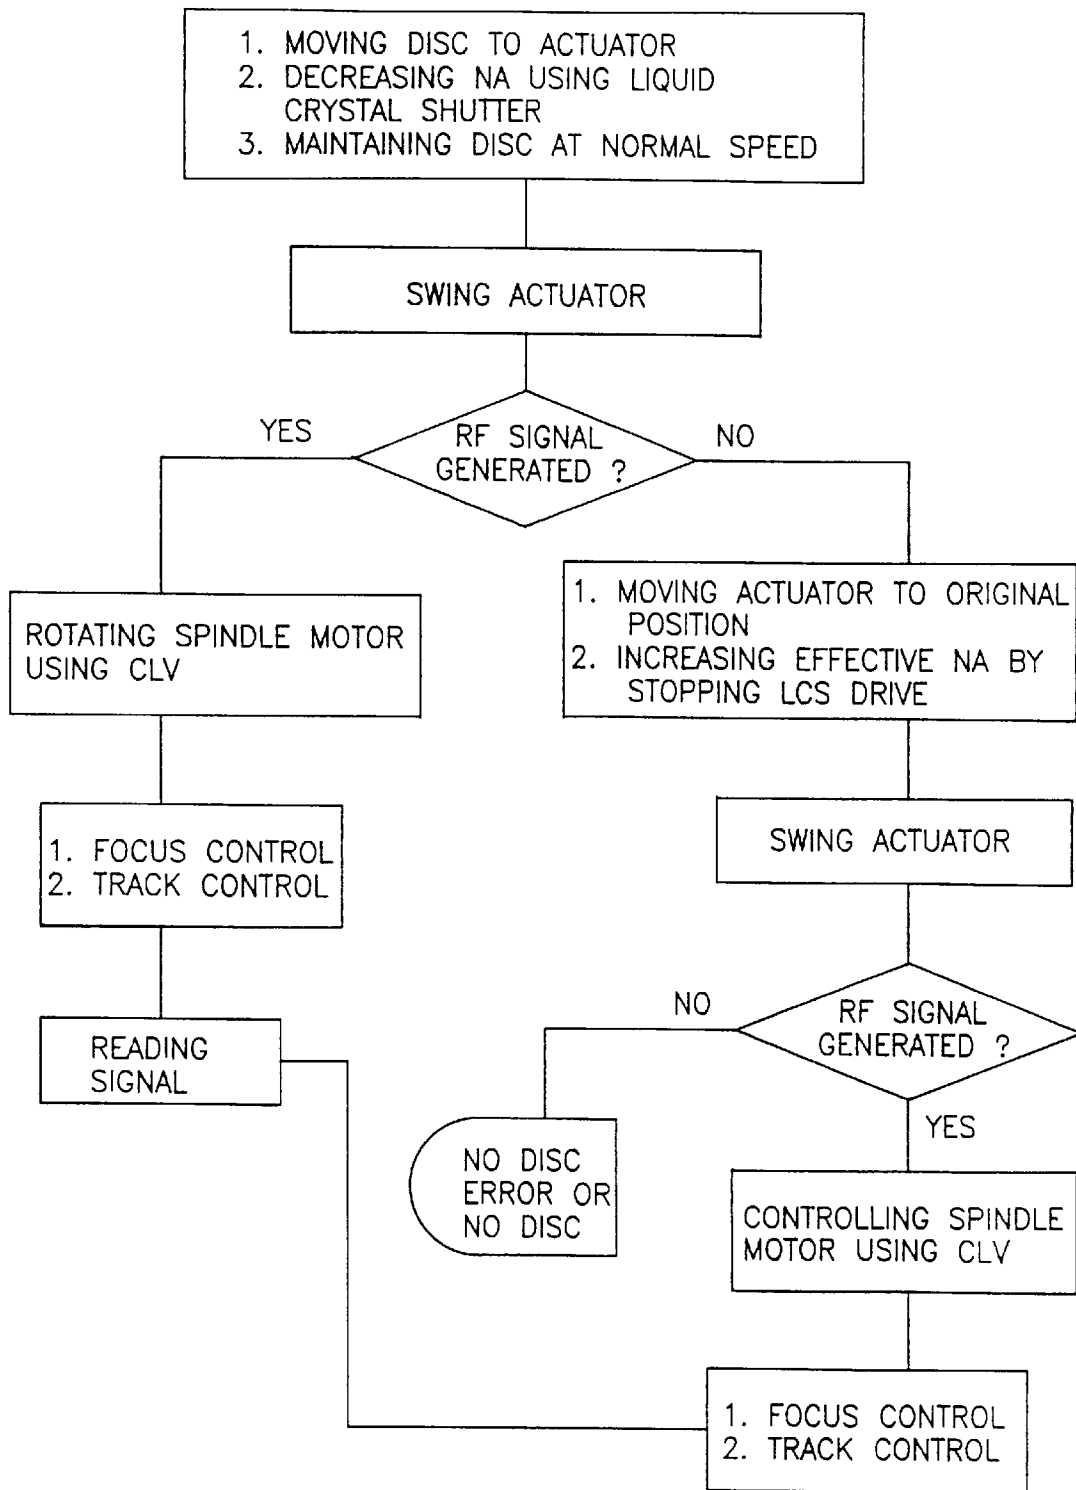 1. MOVING DISC TO ACTUATOR
2. DECREASING NA USING LIQUID
CRYSTAL SHUTTER
3. MAINTAINING DISC AT NORMAL SPEED
SWING ACTUATOR
YES
RF SIGNAL
GENERATED ?
NO
ROTATING SPINDLE MOTOR
USING CLV
1. MOVING ACTUATOR TO ORIGINAL
POSITION
2. INCREASING EFFECTIVE NA BY
STOPPING LCS DRIVE
1. FOCUS CONTROL
2. TRACK CONTROL
SWING ACTUATOR
READING
SIGNAL
NO
RF SIGNAL
GENERATED ?
YES
NO DISC
ERROR OR
NO DISC
CONTROLLING SPINDLE
MOTOR USING CLV
1. FOCUS CONTROL
2. TRACK CONTROL